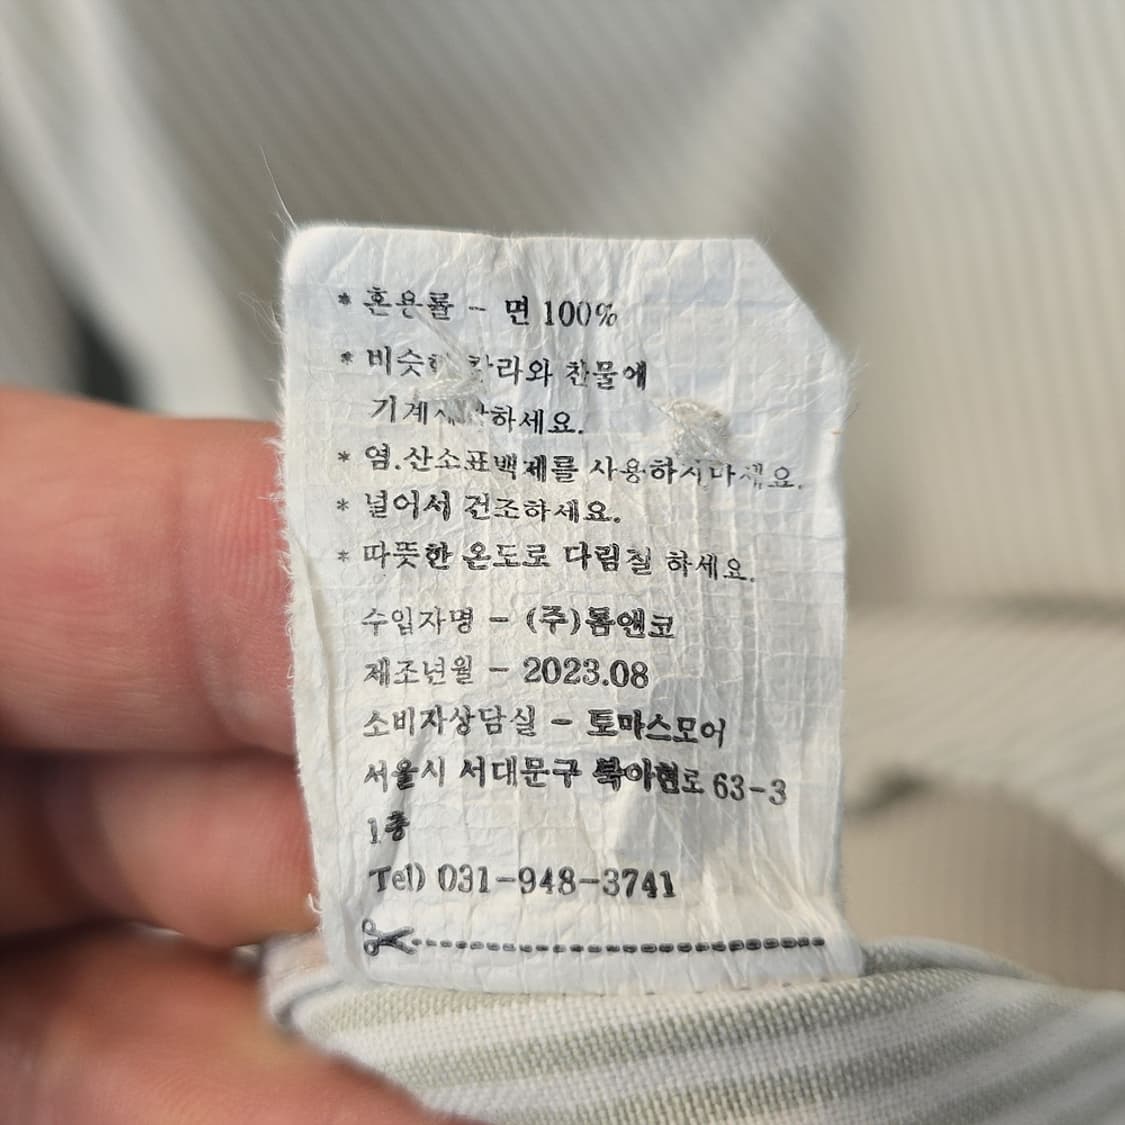 * 혼용률 - 면 100%
* 비슷한 칼라와 찬물에
기계세탁하세요.
* 염.산소표백제를 사용하시마세요.
* 널어서 건조하세요.
* 따뜻한 온도로 다림질 하세요.
수입자명 - (주)톰앤코
제조년월 - 2023.08
소비자상담실 - 토마스모어
서울시 서대문구 북아현로 63-3
1층
Tel) 031-948-3741